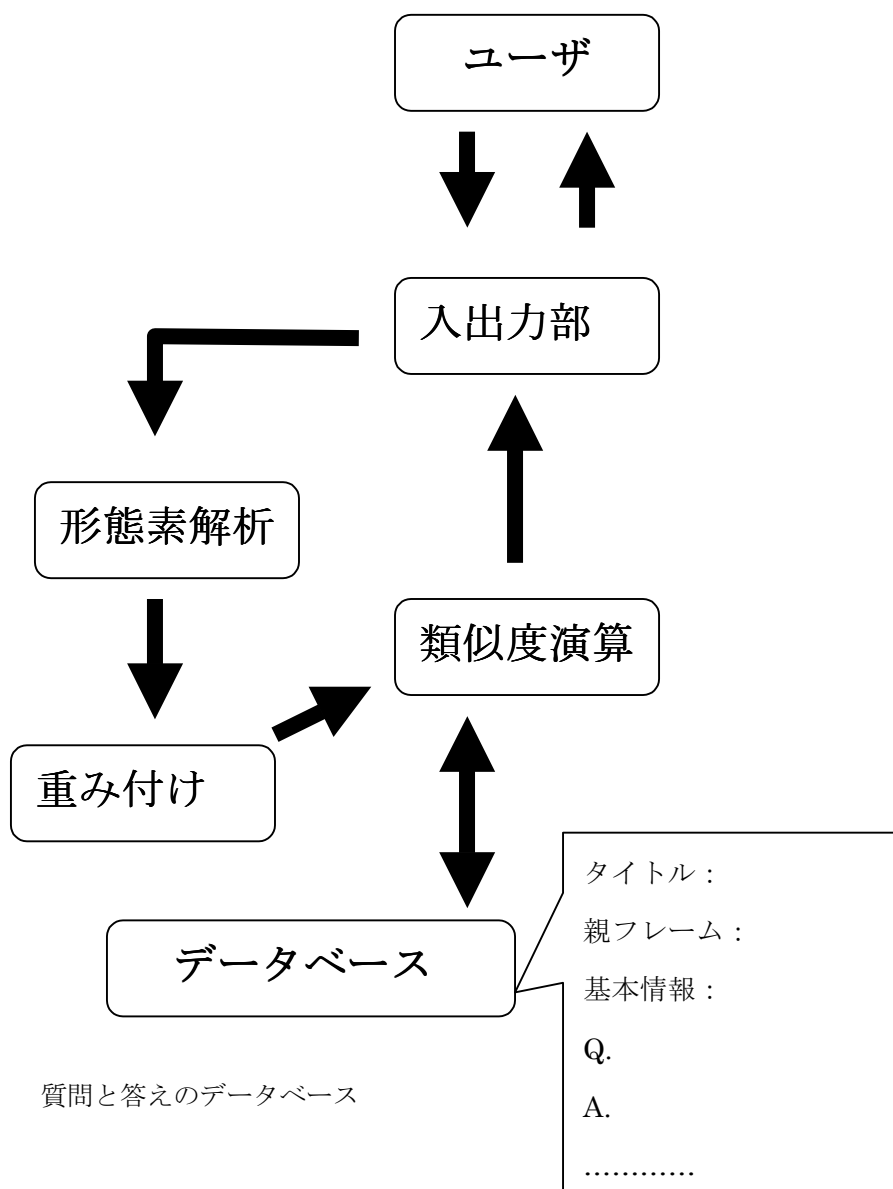 ユーザ
入出力部
形態素解析
類似度演算
重み付け
データベース
タイトル：
親フレーム：
基本情報：
Q.
A.
…………
質問と答えのデータベース